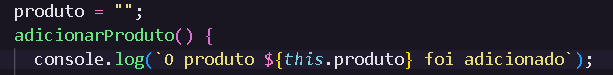 produto = "";
adicionarProduto() {
console.log(`O produto ${this.produto} foi adicionado`);